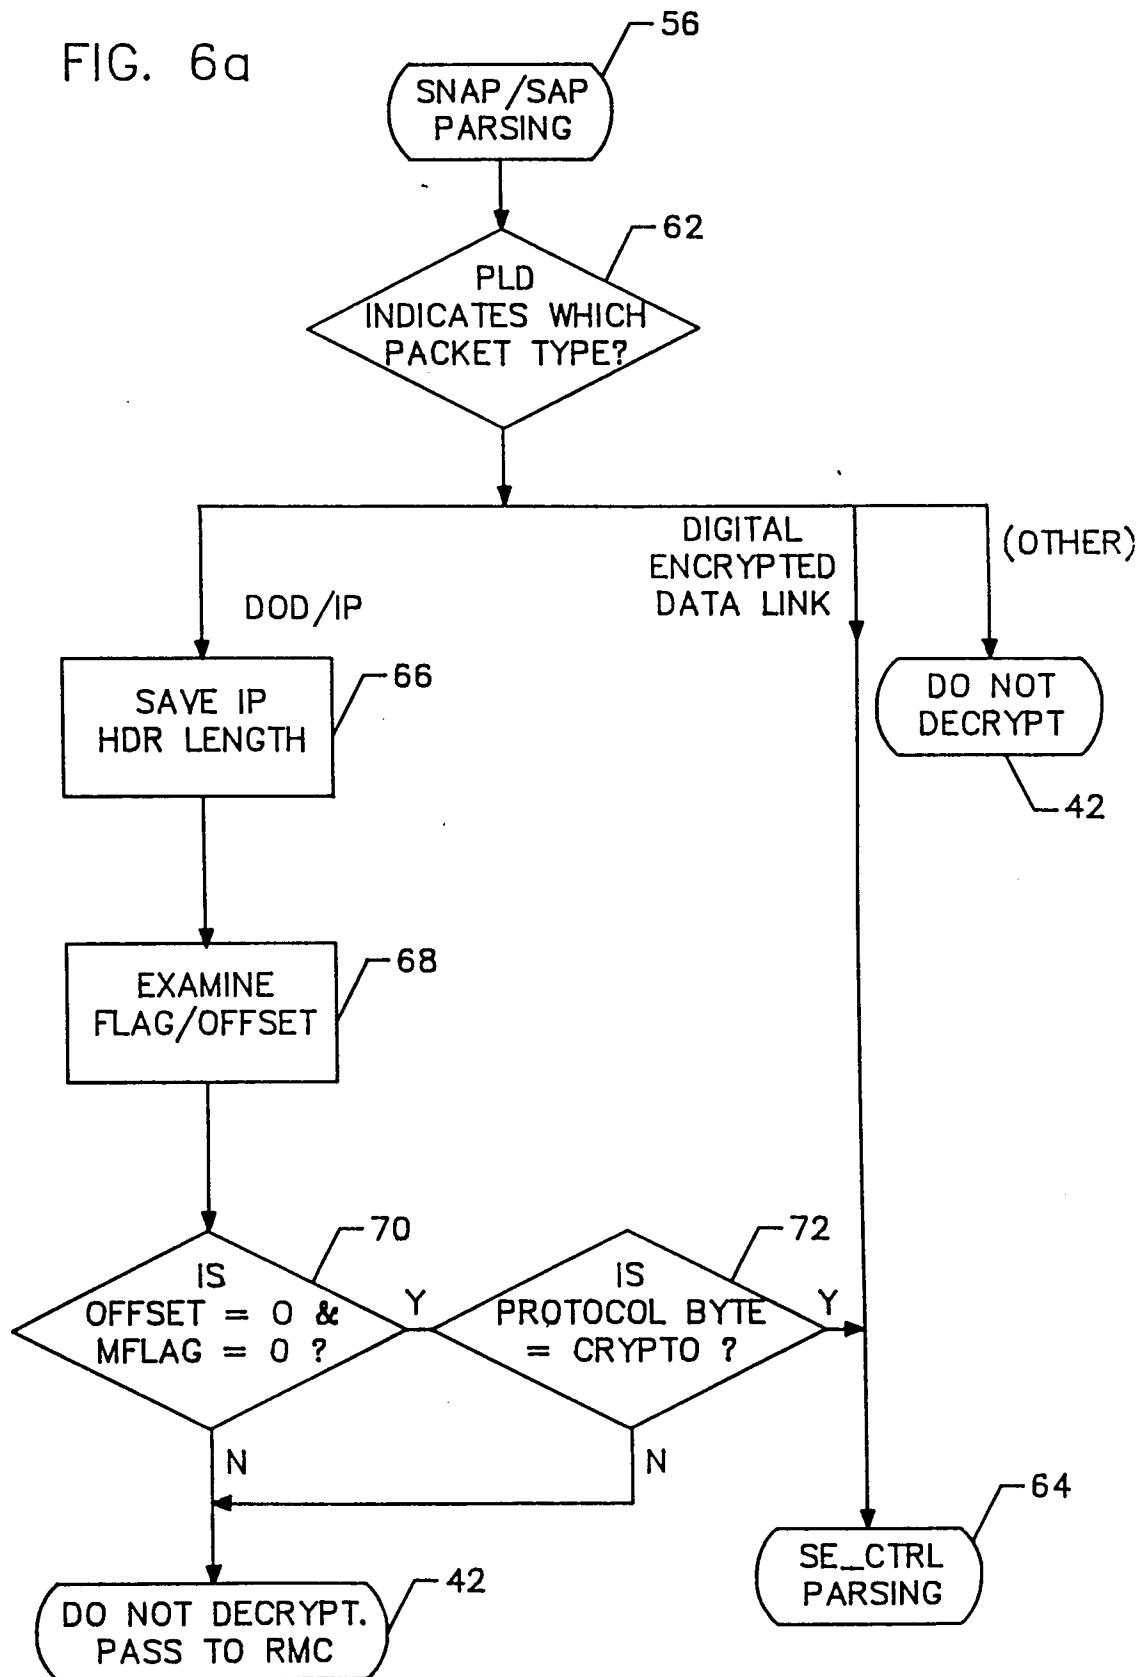 FIG. 6a
56
SNAP/SAP
PARSING
62
PLD
INDICATES WHICH
PACKET TYPE?
DIGITAL
ENCRYPTED
DATA LINK
(OTHER)
DOD/IP
66
SAVE IP
HDR LENGTH
DO NOT
DECRYPT
42
68
EXAMINE
FLAG/OFFSET
70
IS
OFFSET = 0 &
MFLAG = 0 ?
Y
72
IS
PROTOCOL BYTE
= CRYPTO ?
Y
N
N
64
SE_CTRL
PARSING
42
DO NOT DECRYPT.
PASS TO RMC